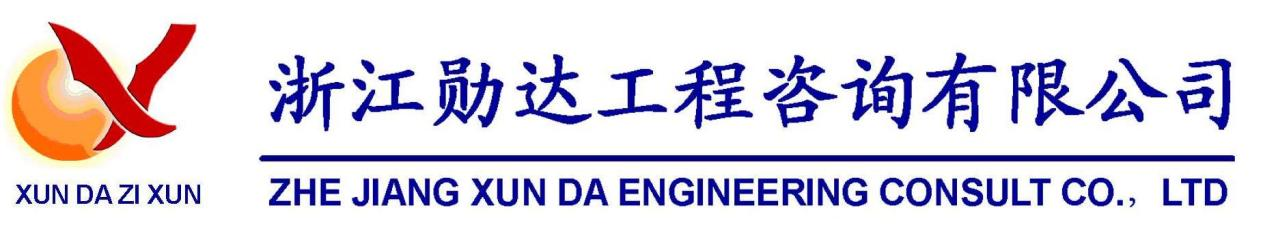 浙江勋达工程咨询有限公司
XUN DA ZI XUN
ZHE JIANG XUN DA ENGINEERING CONSULT CO.，LTD